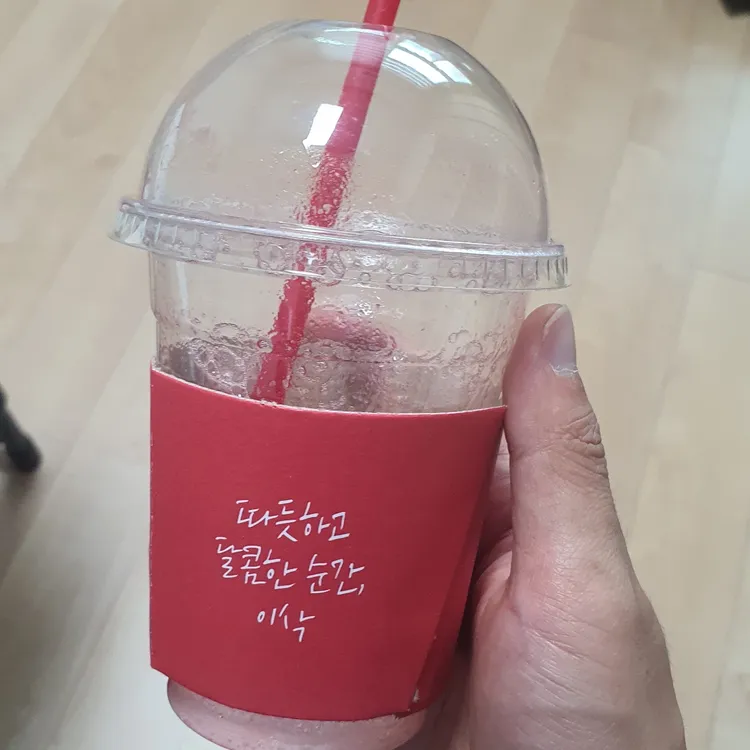 따뜻하고
달콤한 순간,
이삭